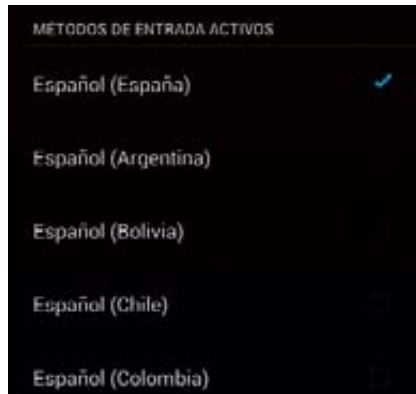 MÉTODOS DE ENTRADA ACTIVOS
Español (España)
Español (Argentina)
Español (Bolivia)
Español (Chile)
Español (Colombia)